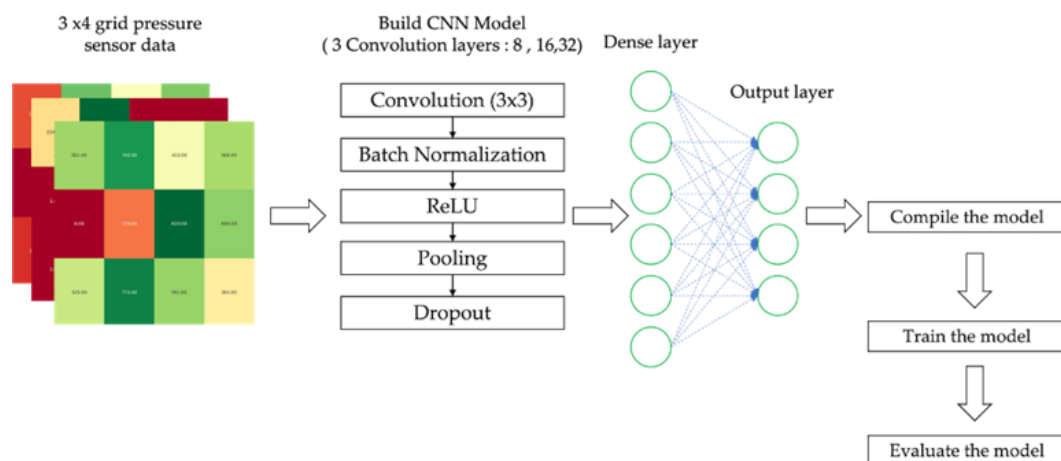 3 x4 grid pressure
sensor data
Build CNN Model
( 3 Convolution layers : 8 , 16,32)
Dense layer
Output layer
Convolution (3x3)
Batch Normalization
ReLU
Pooling
Dropout
Compile the model
Train the model
Evaluate the model